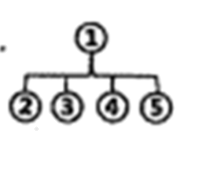 ①
② ③ ④ ⑤